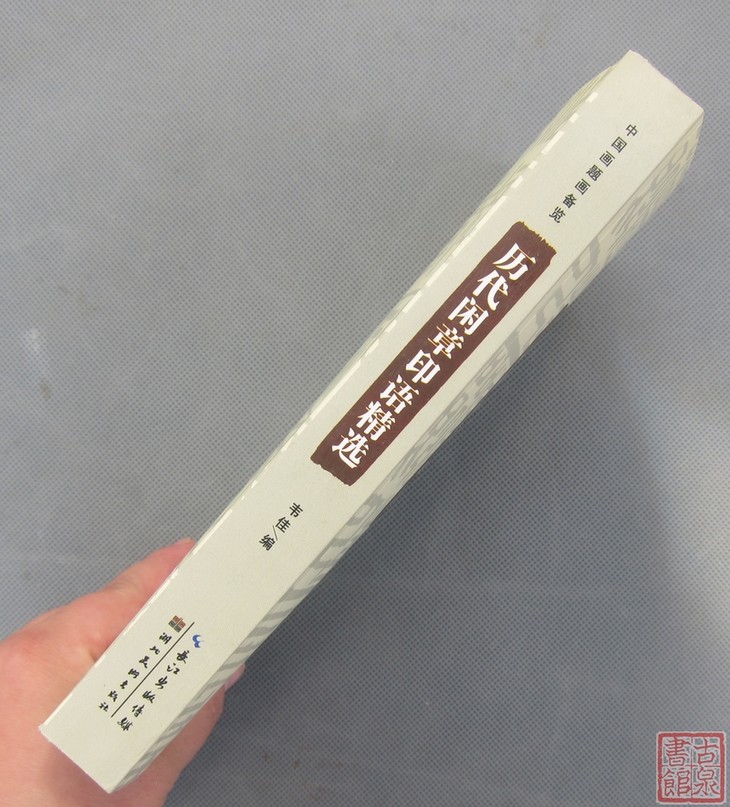 中国画题画备览
历代闲章印语精选
韦佳/编
长江出版传媒
湖北美术出版社
古泉
書館